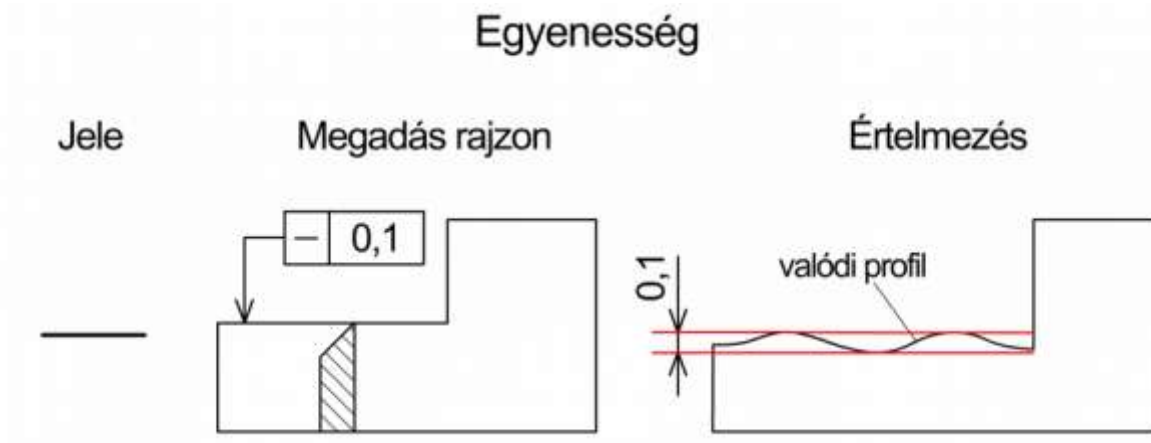 Egyenesség
Jele
Megadás rajzon
Értelmezés
— 0,1
0,1
valódi profil